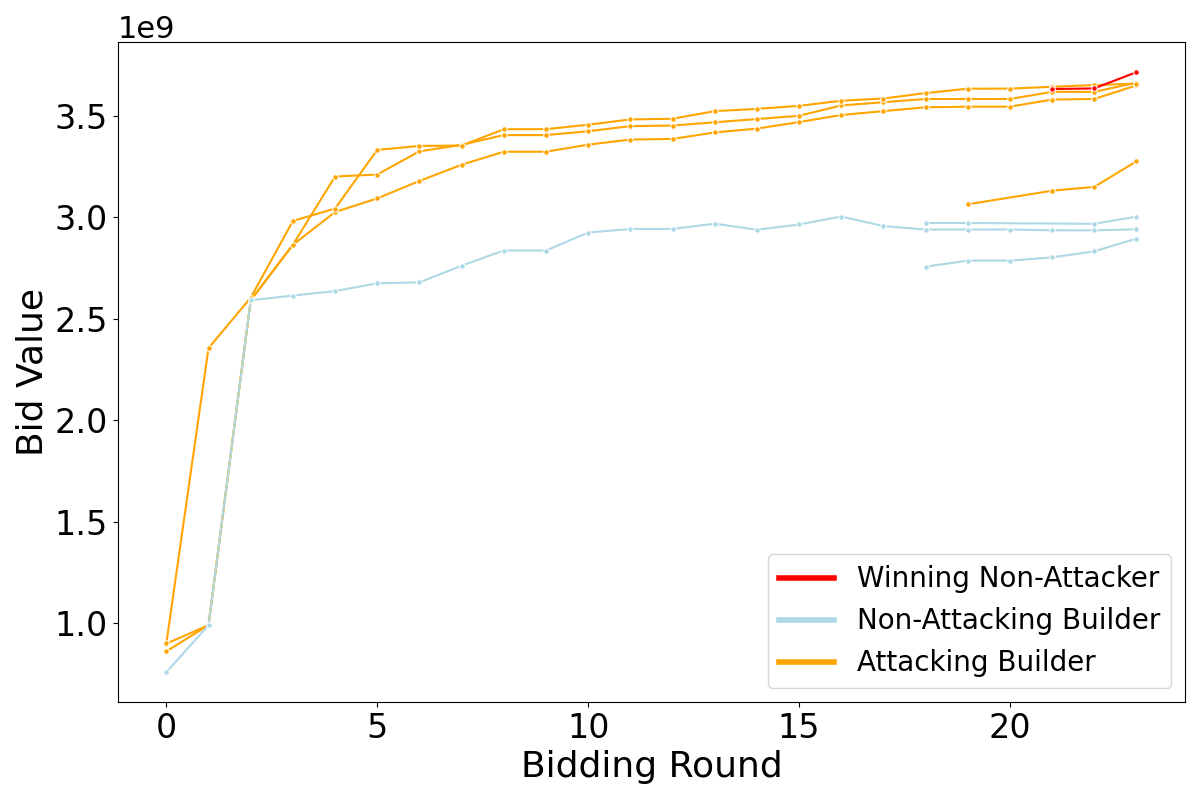 1e9
3.5
3.0
2.5
2.0
1.5
1.0
Bid Value
0 5 10 15 20
Bidding Round
Winning Non-Attacker
Non-Attacking Builder
Attacking Builder